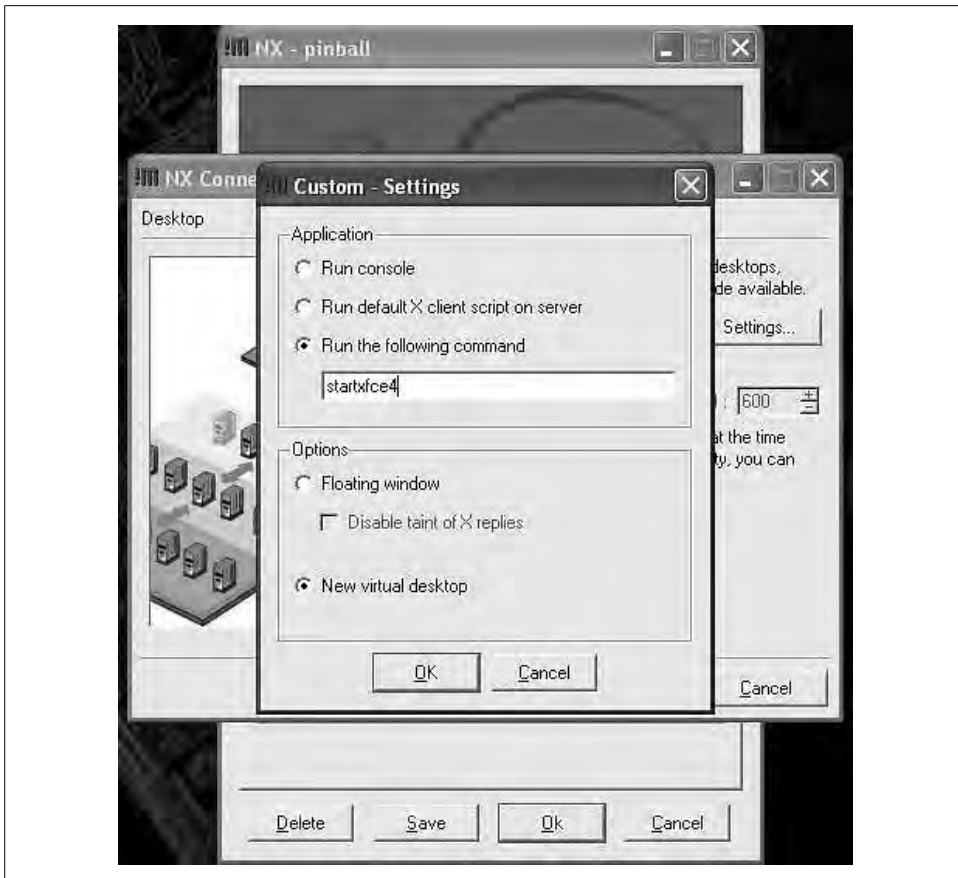 NX - pinball
NX Conne
Custom - Settings
Desktop
Application
Run console
Run default X client script on server
Run the following command
startxfce4
desktops,
de available.
Settings...
: 600
at the time
ty, you can
Options
Floating window
Disable taint of X replies
New virtual desktop
OK
Cancel
Cancel
Delete
Save
Ok
Cancel